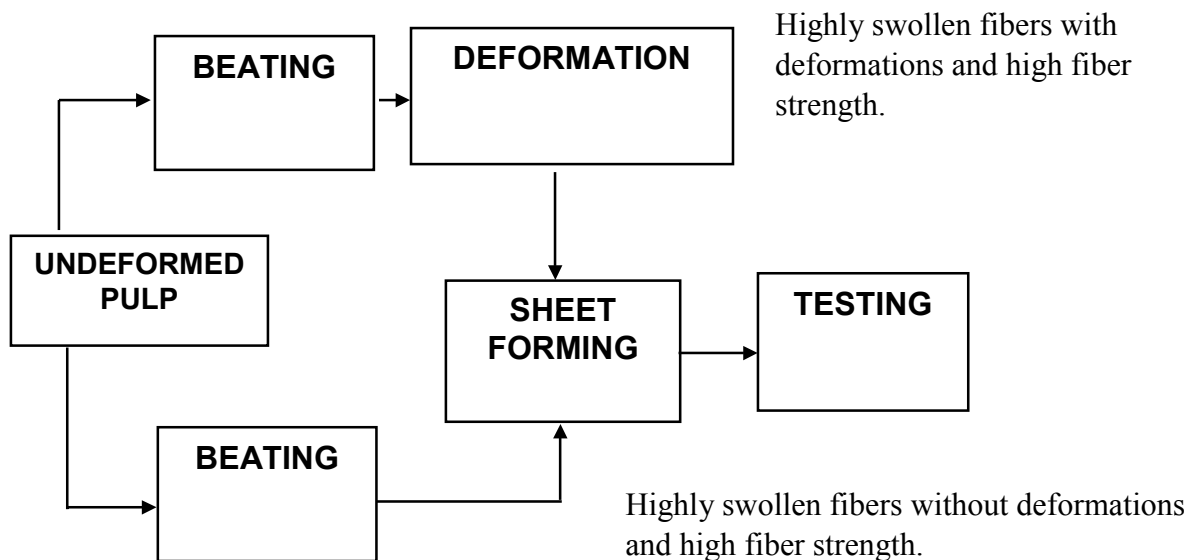 Highly swollen fibers with
deformations and high fiber
strength.
BEATING
DEFORMATION
UNDEFORMED
PULP
SHEET
FORMING
TESTING
BEATING
Highly swollen fibers without deformations
and high fiber strength.